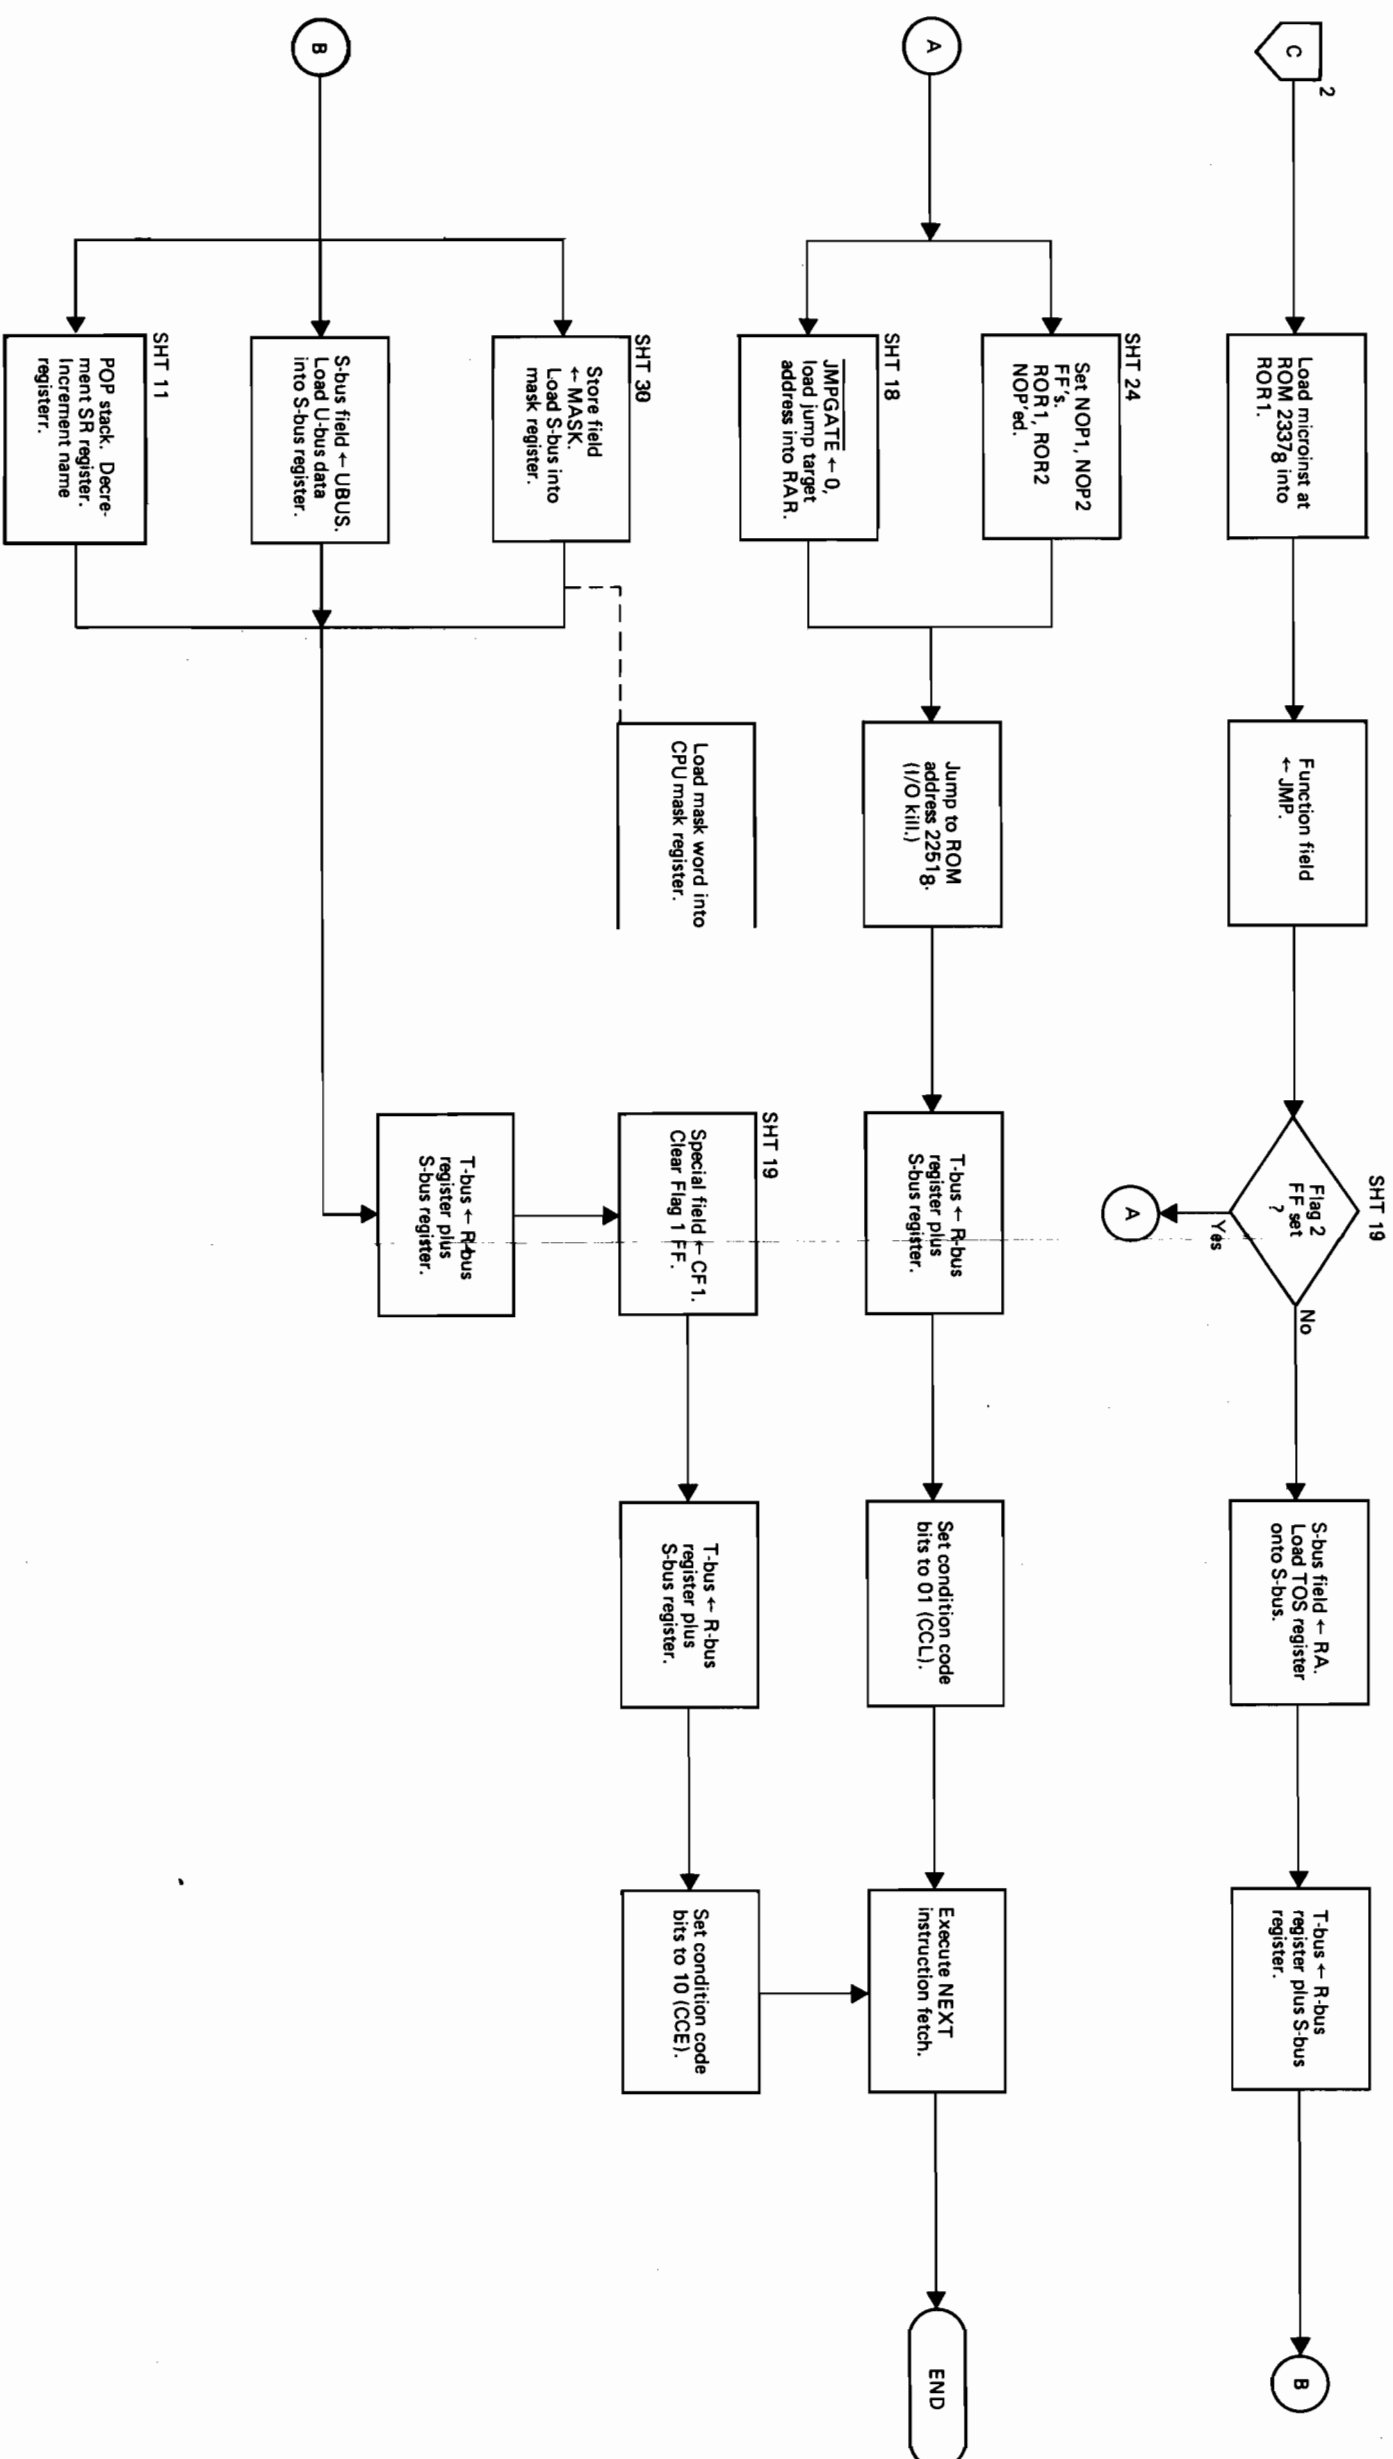 C
2
Load microinst at
ROM 2337₈ into
ROR1.
Function field
← JMP.
SHT 19
Flag 2
FF set
?
Yes
A
No
S-bus field ← RA.
Load TOS register
onto S-bus.
T-bus ← R-bus
register plus S-bus
register.
B
A
SHT 24
Set NOP1, NOP2
FF's.
ROR1, ROR2
NOP'ed.
SHT 18
JMPGATE ← 0,
load jump target
address into RAR.
Jump to ROM
address 2251₈.
(I/O kill.)
T-bus ← R-bus
register plus
S-bus register.
Set condition code
bits to 01 (CCL).
Execute NEXT
instruction fetch.
END
B
SHT 30
Store field
← MASK.
Load S-bus into
mask register.
S-bus field ← UBUS.
Load U-bus data
into S-bus register.
SHT 11
POP stack. Decre-
ment SR register.
Increment name
registerr.
Load mask word into
CPU mask register.
T-bus ← R-bus
register plus
S-bus register.
SHT 19
Special field ← CF1.
Clear Flag 1 FF.
T-bus ← R-bus
register plus
S-bus register.
Set condition code
bits to 10 (CCE).